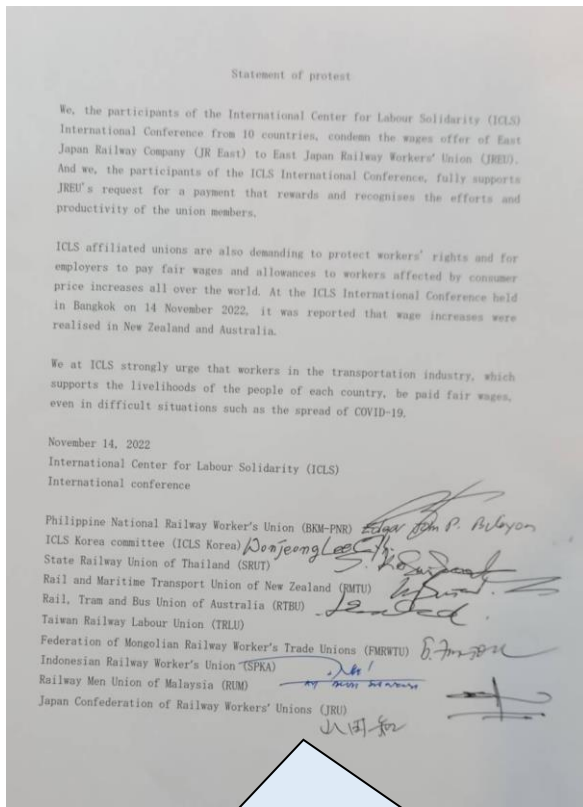 Statement of protest
We, the participants of the International Center for Labour Solidarity (ICLS)
International Conference from 10 countries, condemn the wages offer of East
Japan Railway Company (JR East) to East Japan Railway Workers' Union (JREU).
And we, the participants of the ICLS International Conference, fully supports
JREU's request for a payment that rewards and recognises the efforts and
productivity of the union members.
ICLS affiliated unions are also demanding to protect workers' rights and for
employers to pay fair wages and allowances to workers affected by consumer
price increases all over the world. At the ICLS International Conference held
in Bangkok on 14 November 2022, it was reported that wage increases were
realised in New Zealand and Australia.
We at ICLS strongly urge that workers in the transportation industry, which
supports the livelihoods of the people of each country, be paid fair wages,
even in difficult situations such as the spread of COVID-19.
November 14, 2022
International Center for Labour Solidarity (ICLS)
International conference
Philippine National Railway Worker's Union (BKM-PNR) Edgar John P. Bulayon
ICLS Korea committee (ICLS Korea) Wonjeong Lee
State Railway Union of Thailand (SRUT)
Rail and Maritime Transport Union of New Zealand (RMTU)
Rail, Tram and Bus Union of Australia (RTBU)
Taiwan Railway Labour Union (TRLU)
Federation of Mongolian Railway Worker's Trade Unions (FMRWTU)
Indonesian Railway Worker's Union (SPKA)
Railway Men Union of Malaysia (RUM)
Japan Confederation of Railway Workers' Unions (JRU)
山田 知